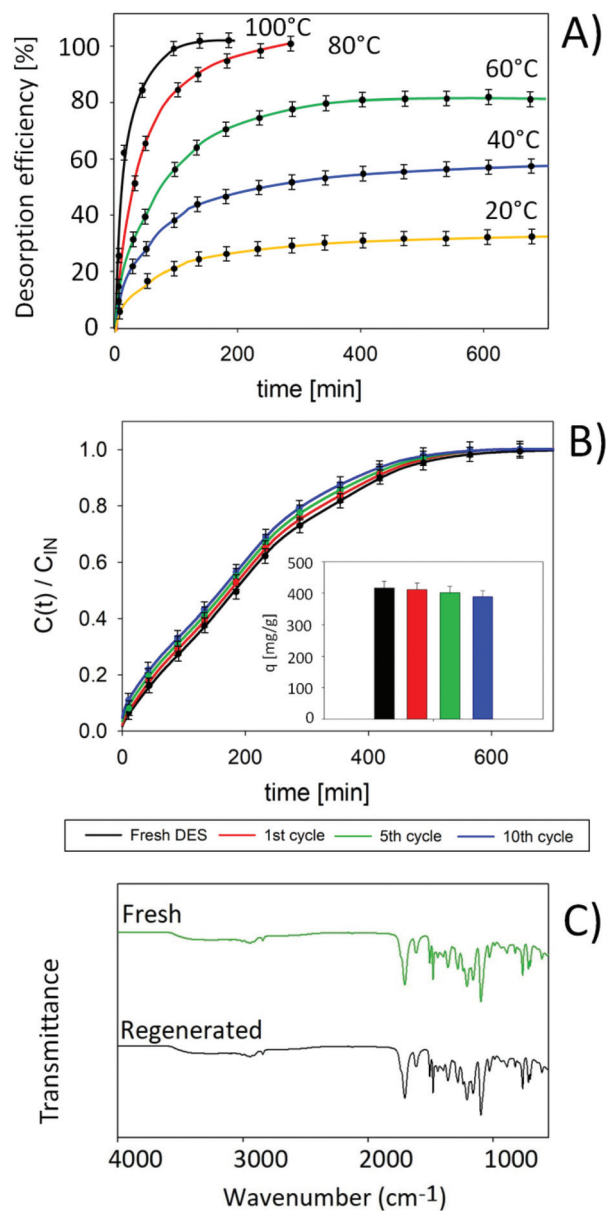 A)
Desorption efficiency [%]
100
80
60
40
20
0
100°C
80°C
60°C
40°C
20°C
0
200
400
600
time [min]
B)
C(t) / C_IN
1.0
0.8
0.6
0.4
0.2
0.0
q [mg/g]
500
400
300
400
100
0
0
200
400
600
time [min]
Fresh DES 1st cycle 5th cycle 10th cycle
C)
Transmittance
Fresh
Regenerated
4000
3000
2000
1000
Wavenumber (cm⁻¹)